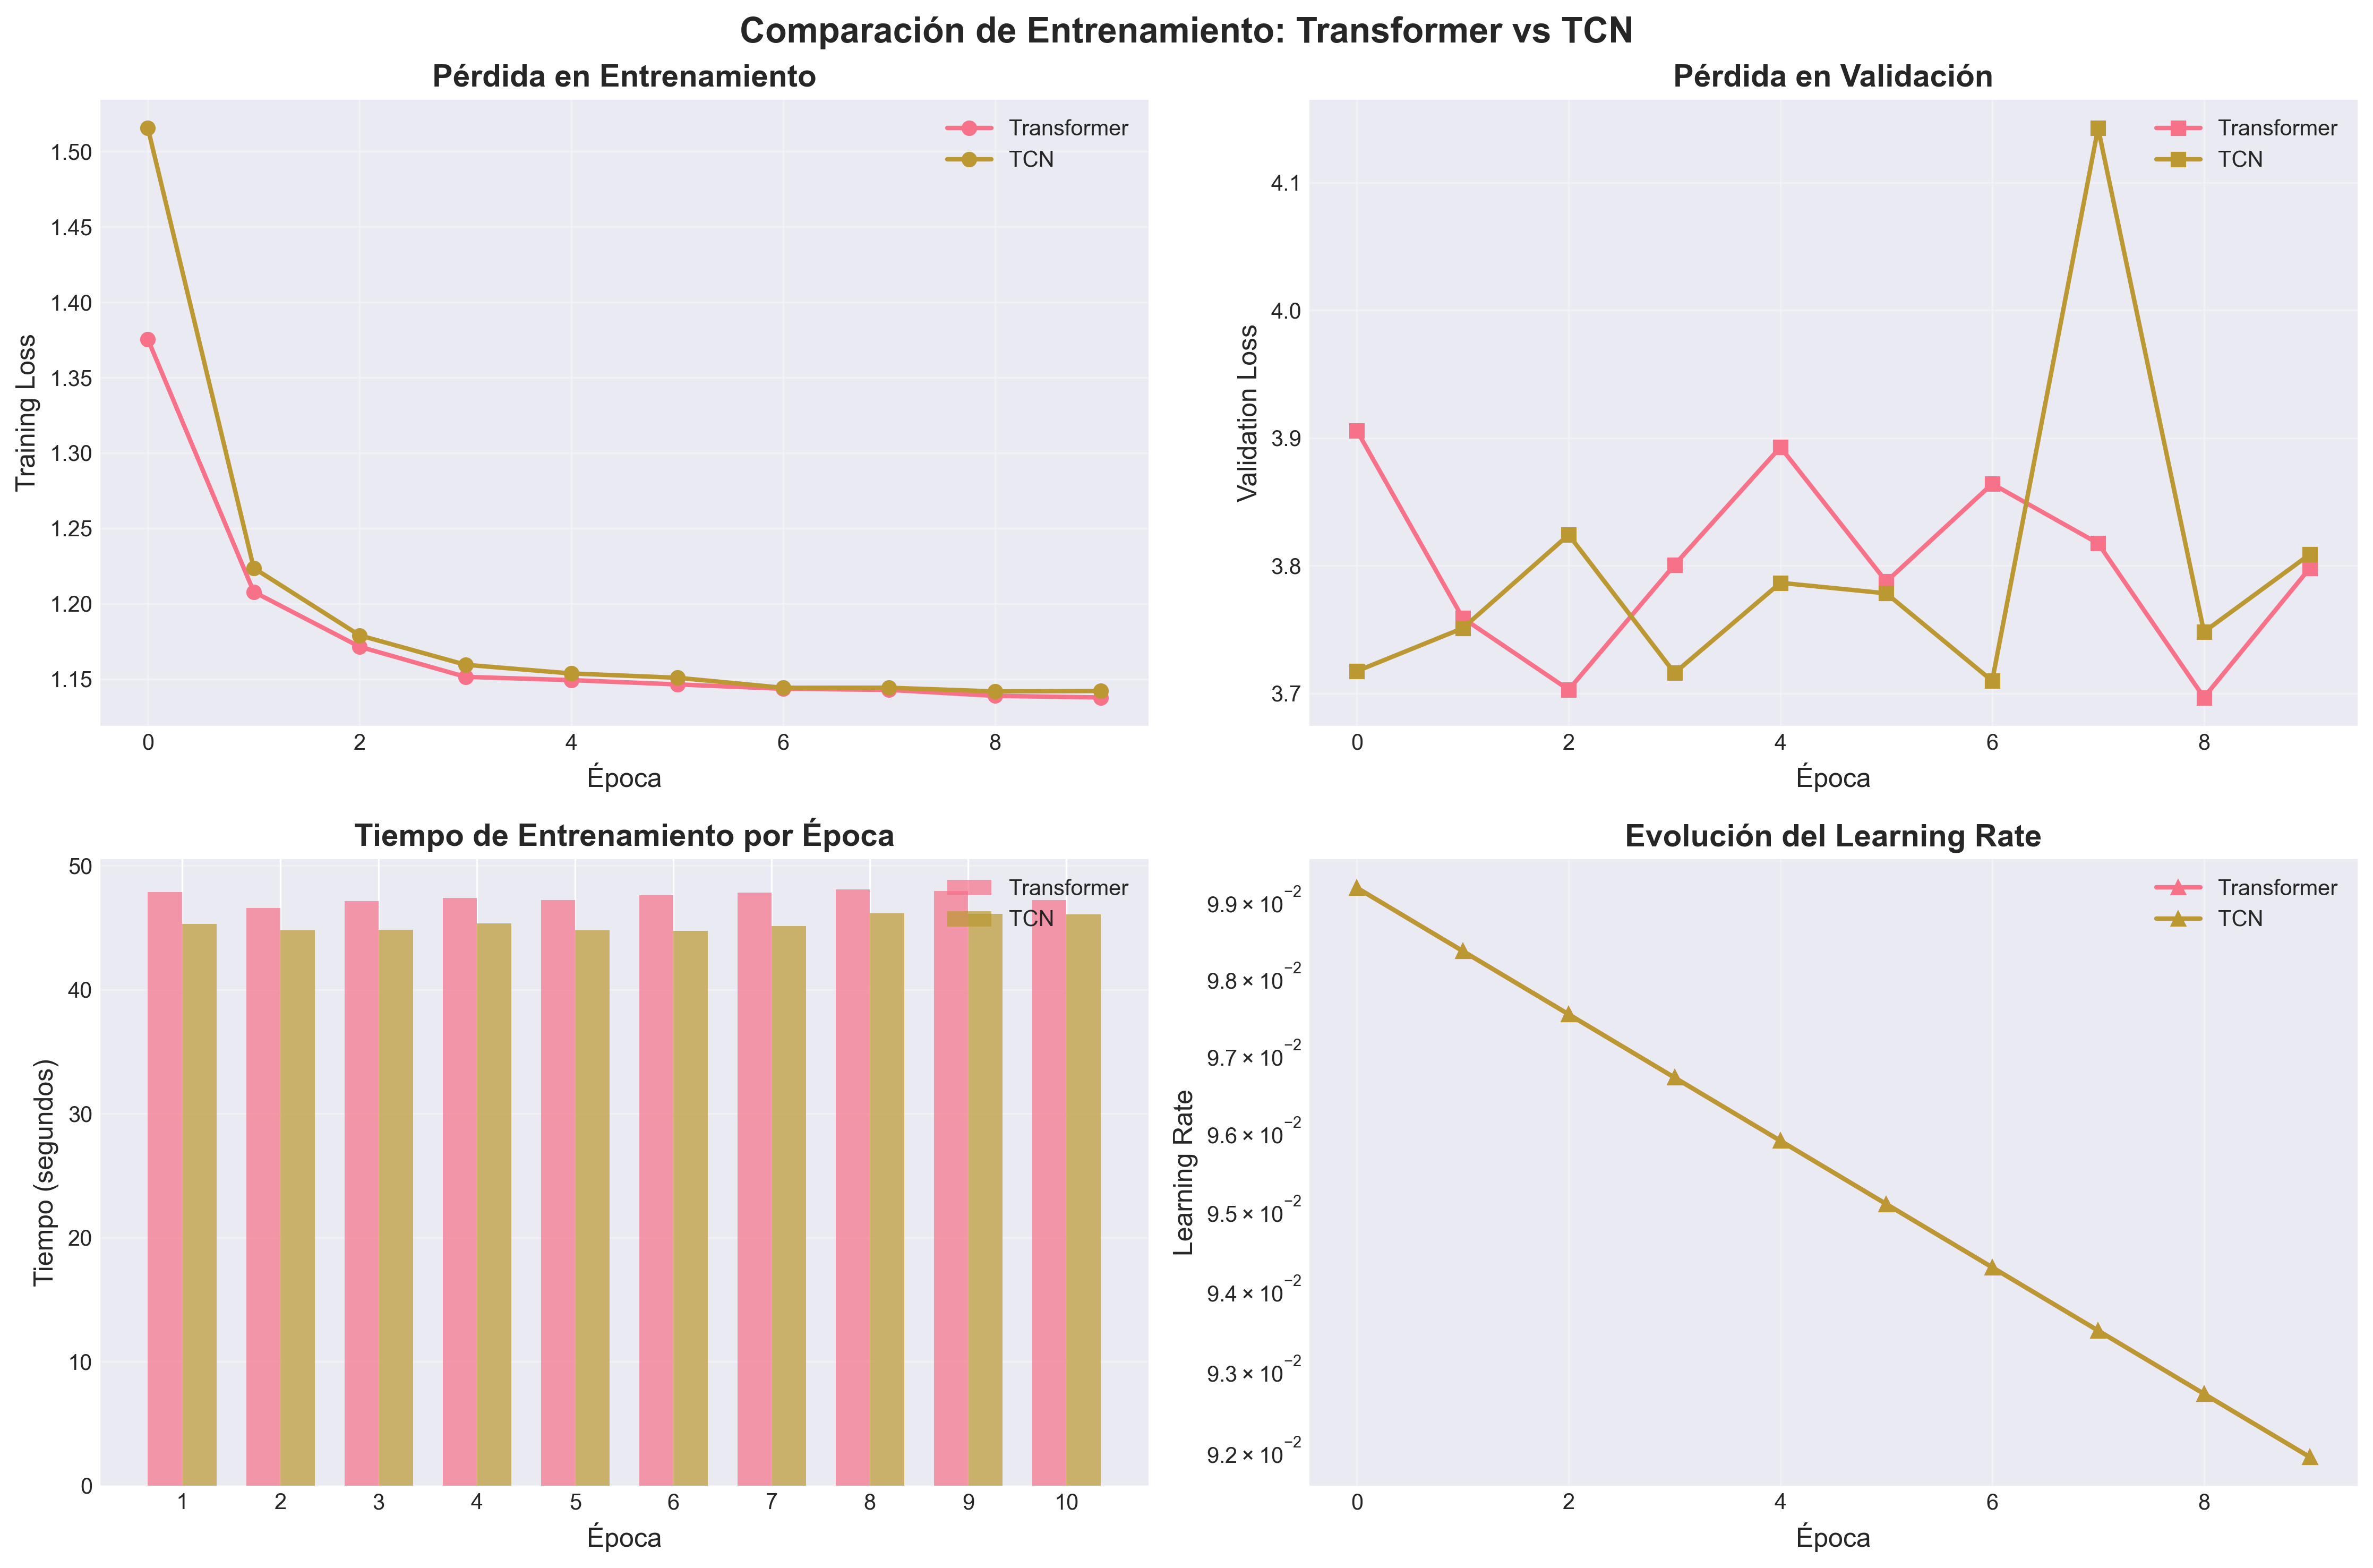 Comparación de Entrenamiento: Transformer vs TCN
Pérdida en Entrenamiento
Training Loss
1.50
1.45
1.40
1.35
1.30
1.25
1.20
1.15
Transformer
TCN
0 2 4 6 8
Época
Pérdida en Validación
Validation Loss
4.1
4.0
3.9
3.8
3.7
Transformer
TCN
0 2 4 6 8
Época
Tiempo de Entrenamiento por Época
Tiempo (segundos)
50
40
30
20
10
0
Transformer
TCN
1 2 3 4 5 6 7 8 9 10
Época
Evolución del Learning Rate
Learning Rate
9.9 × 10⁻²
9.8 × 10⁻²
9.7 × 10⁻²
9.6 × 10⁻²
9.5 × 10⁻²
9.4 × 10⁻²
9.3 × 10⁻²
9.2 × 10⁻²
Transformer
TCN
0 2 4 6 8
Época